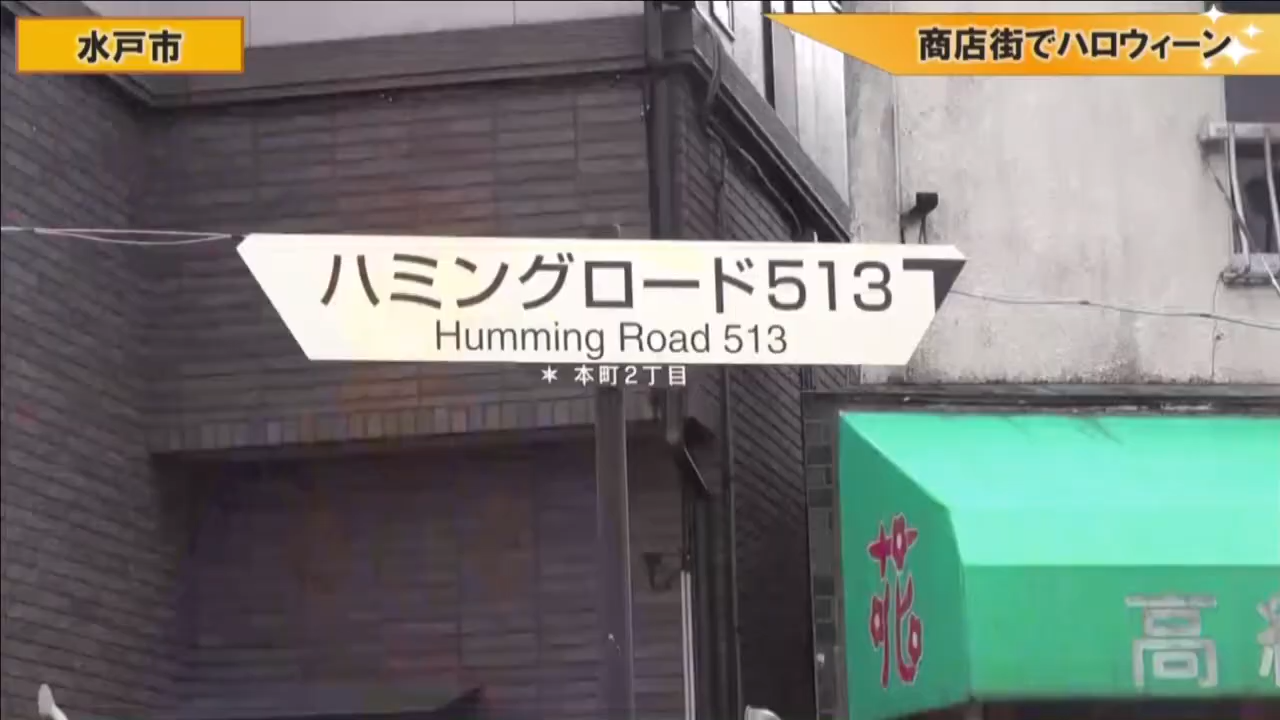 水戸市
商店街でハロウィーン
ハミングロード513
Humming Road 513
＊ 本町2丁目
花
高